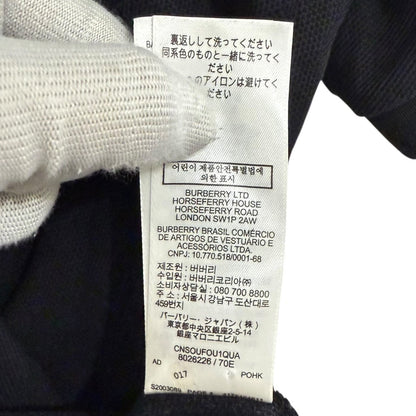 裏返しして洗ってください
同系色のものと一緒に洗ってくだ
のアイロンは避けてく
어린이 제품안전특별법에
의한 표시
BURBERRY LTD
HORSEFERRY HOUSE
HORSEFERRY ROAD
LONDON SW1P 2AW
BURBERRY BRASIL COMÉRCIO
DE ARTIGOS DE VESTUÁRIO E
ACESSÓRIOS LTDA.
CNPJ: 10.770.518/0001-68
제조원 : 버버리
수입원 : 버버리코리아(주)
소비자상담실 : 080 700 8800
주소 : 서울시 강남구 도산대로
459번지
バーバリー・ジャパン(株)
東京都中央区銀座2-5-14
銀座マロニエビル
CNSOUFOU1QUA
8026226 / 70E
AD
017
POHK